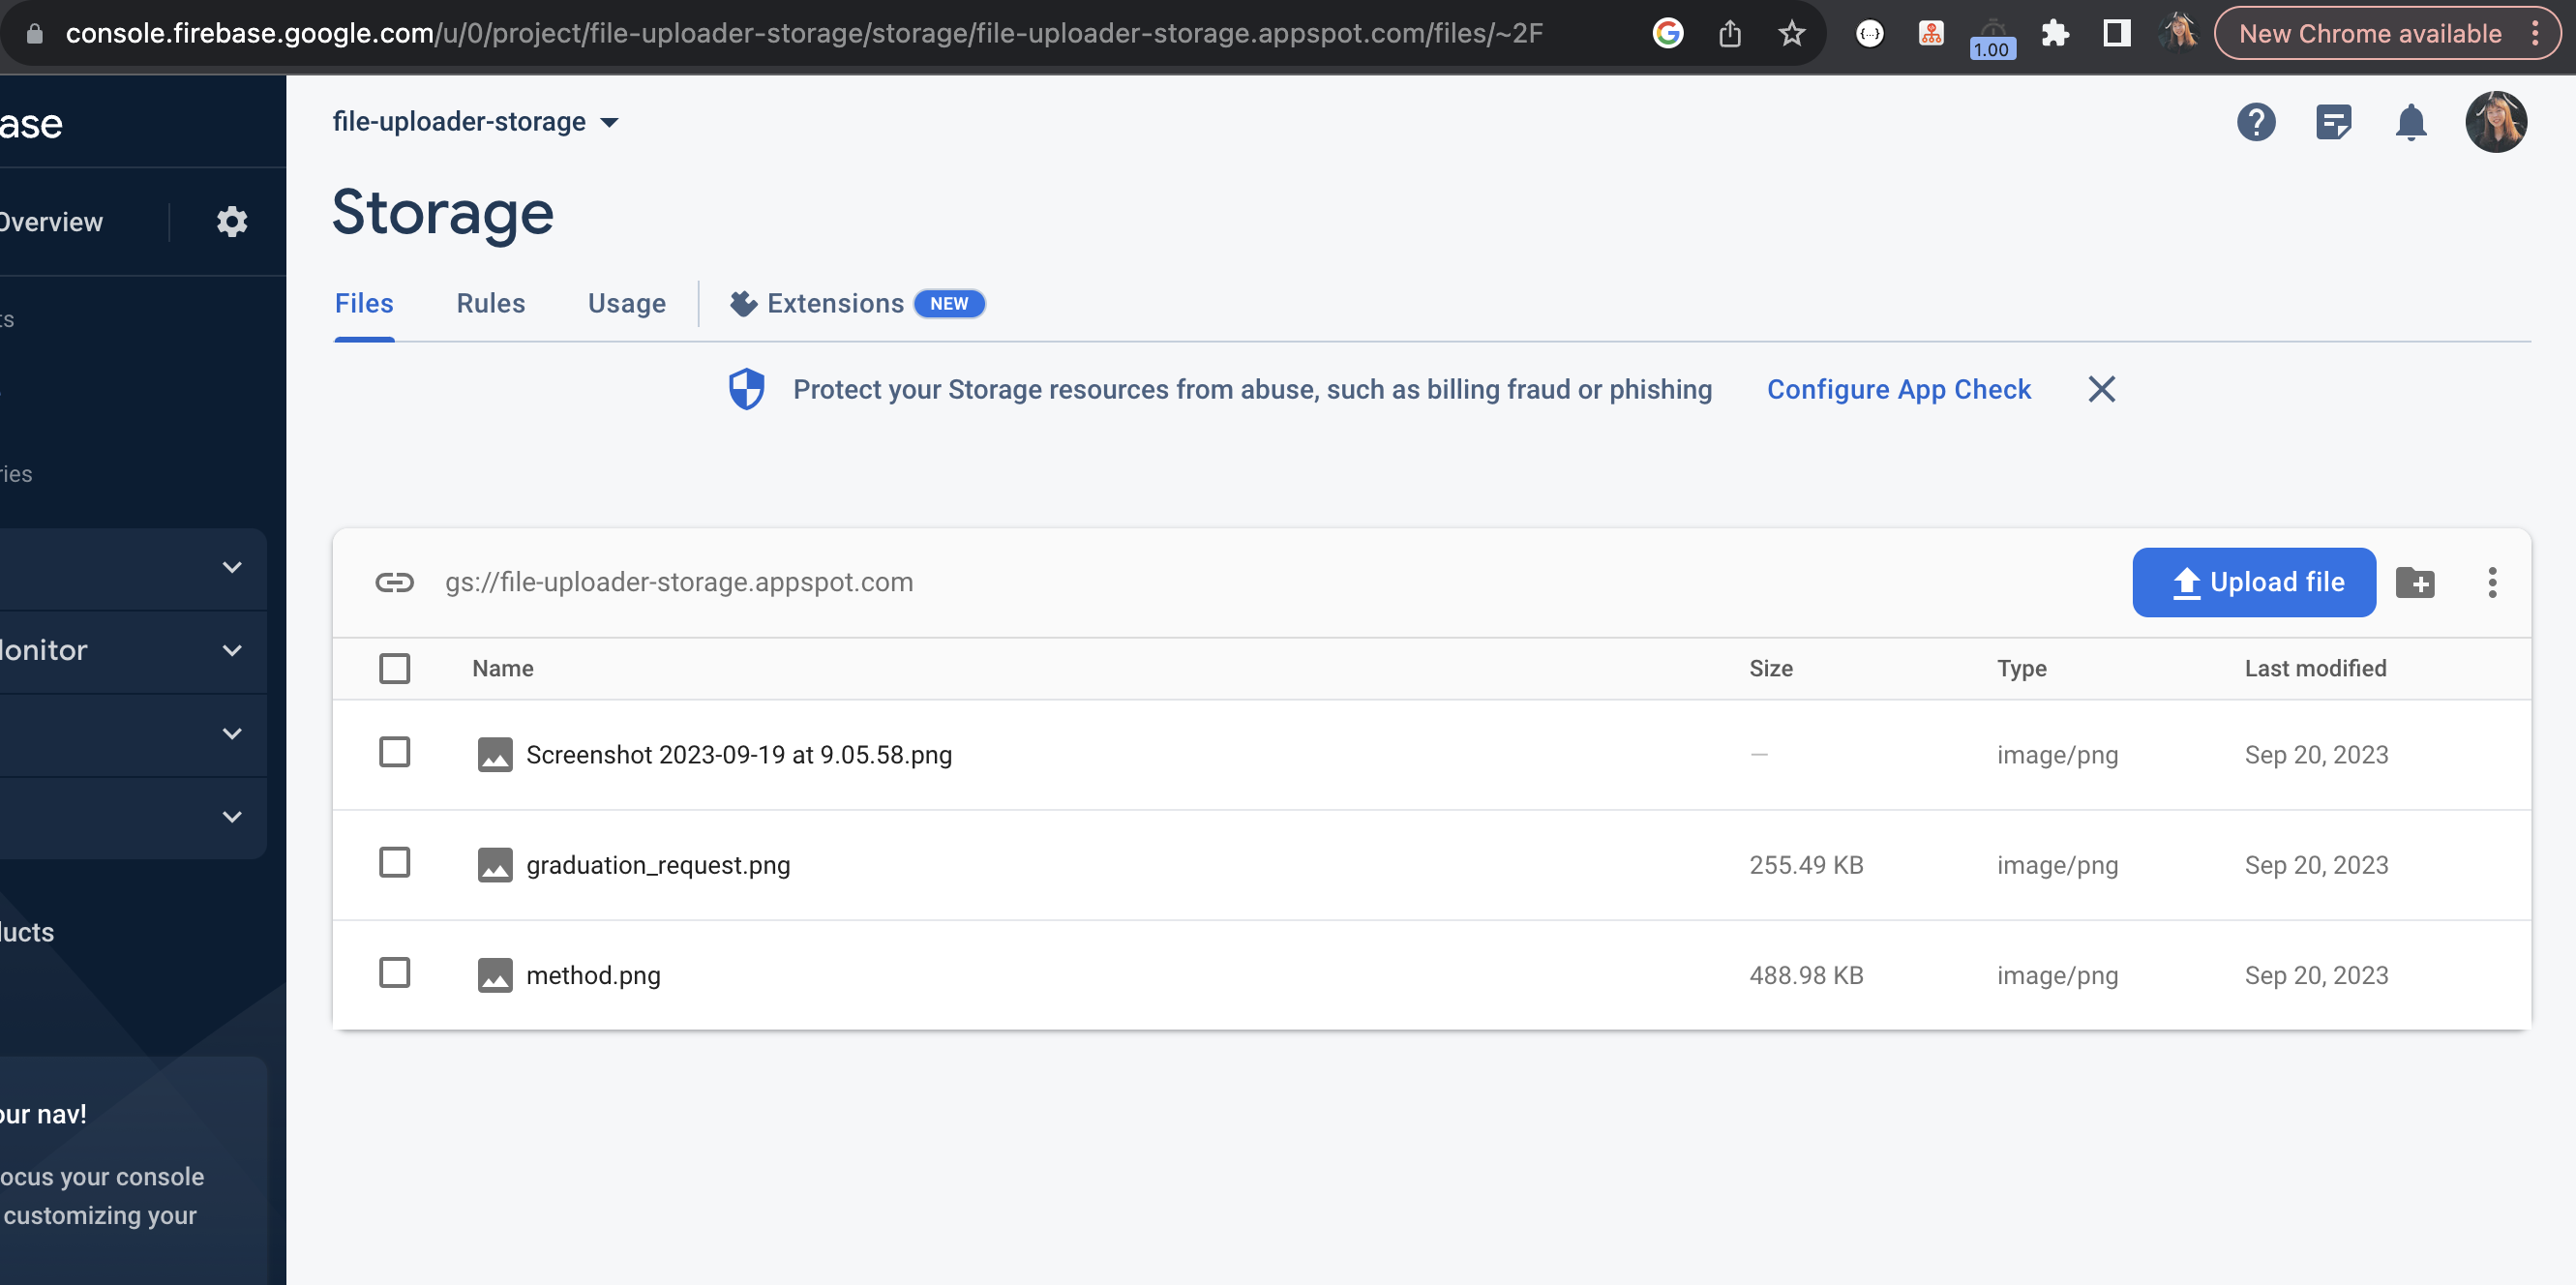 console.firebase.google.com/u/0/project/file-uploader-storage/storage/file-uploader-storage.appspot.com/files/~2F
1.00
New Chrome available
ase
file-uploader-storage
Overview
Storage
ts
Files Rules Usage Extensions NEW
Protect your Storage resources from abuse, such as billing fraud or phishing Configure App Check
ries
gs://file-uploader-storage.appspot.com Upload file
onitor
Name Size Type Last modified
Screenshot 2023-09-19 at 9.05.58.png — image/png Sep 20, 2023
graduation_request.png 255.49 KB image/png Sep 20, 2023
ducts
method.png 488.98 KB image/png Sep 20, 2023
our nav!
ocus your console
customizing your